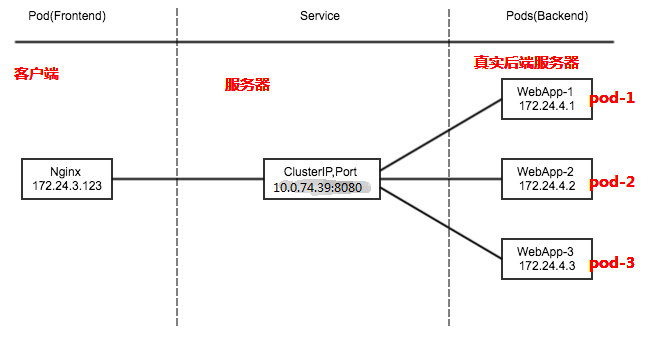 Pod(Frontend)
Service
Pods(Backend)
客户端
服务器
真实后端服务器
WebApp-1
172.24.4.1
pod-1
Nginx
172.24.3.123
ClusterIP,Port
10.0.74.39:8080
WebApp-2
172.24.4.2
pod-2
WebApp-3
172.24.4.3
pod-3